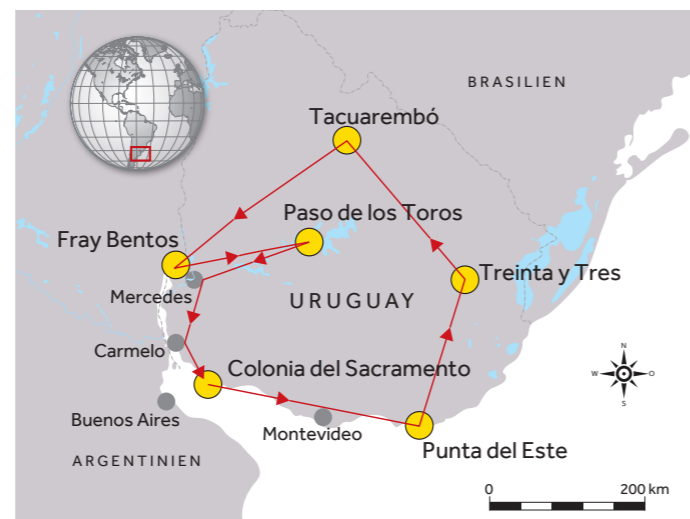 BRASILIEN
Tacuarembó
Paso de los Toros
Fray Bentos
Treinta y Tres
Mercedes
URUGUAY
Carmelo
Colonia del Sacramento
Buenos Aires
Montevideo
Punta del Este
ARGENTINIEN
N
W O
S
0 200 km